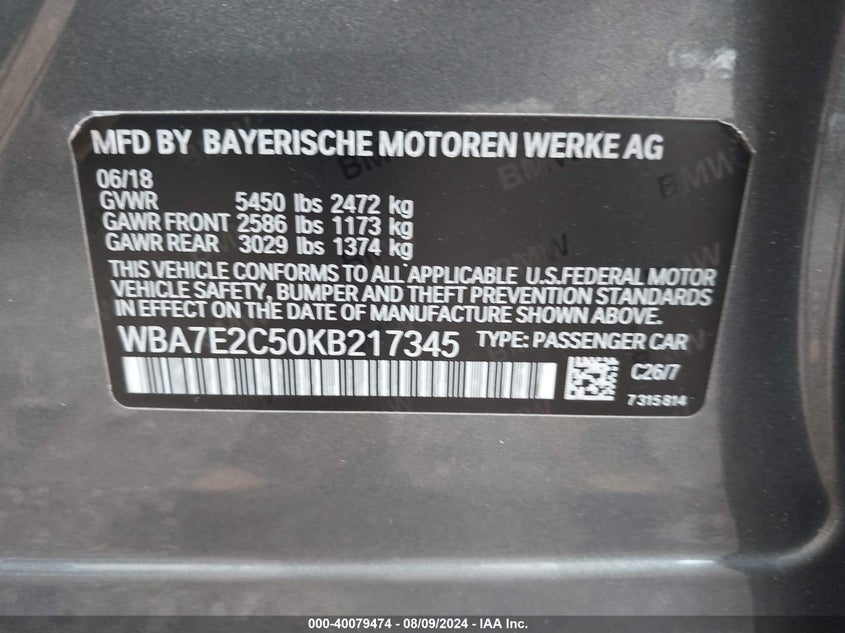 MFD BY BAYERISCHE MOTOREN WERKE AG
06/18
GVWR 5450 lbs 2472 kg
GAWR FRONT 2586 lbs 1173 kg
GAWR REAR 3029 lbs 1374 kg
THIS VEHICLE CONFORMS TO ALL APPLICABLE U.S.FEDERAL MOTOR
VEHICLE SAFETY, BUMPER AND THEFT PREVENTION STANDARDS
IN EFFECT ON THE DATE OF MANUFACTURE SHOWN ABOVE.
WBA7E2C50KB217345 TYPE: PASSENGER CAR
C26/7
7315814
000-40079474 - 08/09/2024 - IAA Inc.